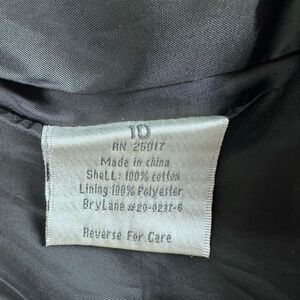 10
RN 25017
Made in china
Shell: 100% cotton
Lining:100% Polyester
BryLane #20-0237-6
Reverse For Care